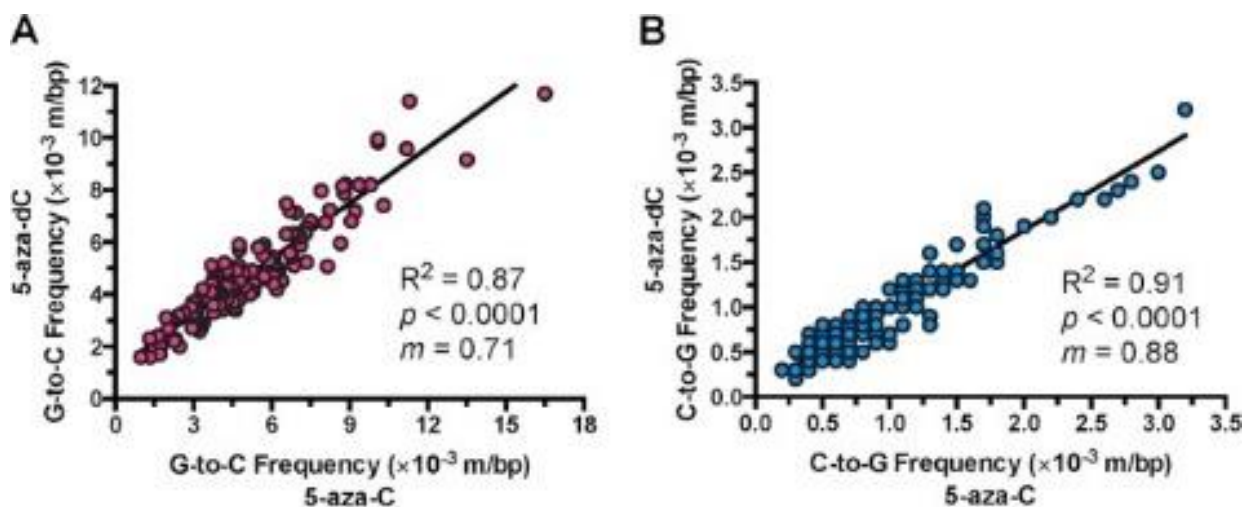 A
5-aza-dC
G-to-C Frequency (×10⁻³ m/bp)
12
10
8
6
4
2
0
R² = 0.87
p < 0.0001
m = 0.71
0 3 6 9 12 15 18
G-to-C Frequency (×10⁻³ m/bp)
5-aza-C
B
5-aza-dC
C-to-G Frequency (×10⁻³ m/bp)
3.5
3.0
2.5
2.0
1.5
1.0
0.5
0.0
R² = 0.91
p < 0.0001
m = 0.88
0.0 0.5 1.0 1.5 2.0 2.5 3.0 3.5
C-to-G Frequency (×10⁻³ m/bp)
5-aza-C